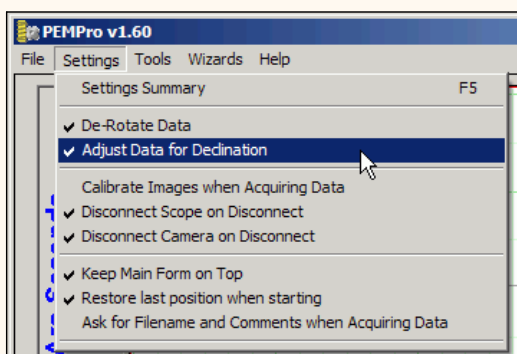 PEMPro v1.60
File Settings Tools Wizards Help
Settings Summary F5
De-Rotate Data
Adjust Data for Declination
Calibrate Images when Acquiring Data
Disconnect Scope on Disconnect
Disconnect Camera on Disconnect
Keep Main Form on Top
Restore last position when starting
Ask for Filename and Comments when Acquiring Data